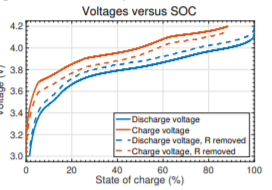 Voltages versus SOC
4.2
4.0
3.8
3.6
3.4
3.2
3.0
Discharge voltage
Charge voltage
Discharge voltage, R removed
Charge voltage, R removed
0 20 40 60 80 100
State of charge (%)